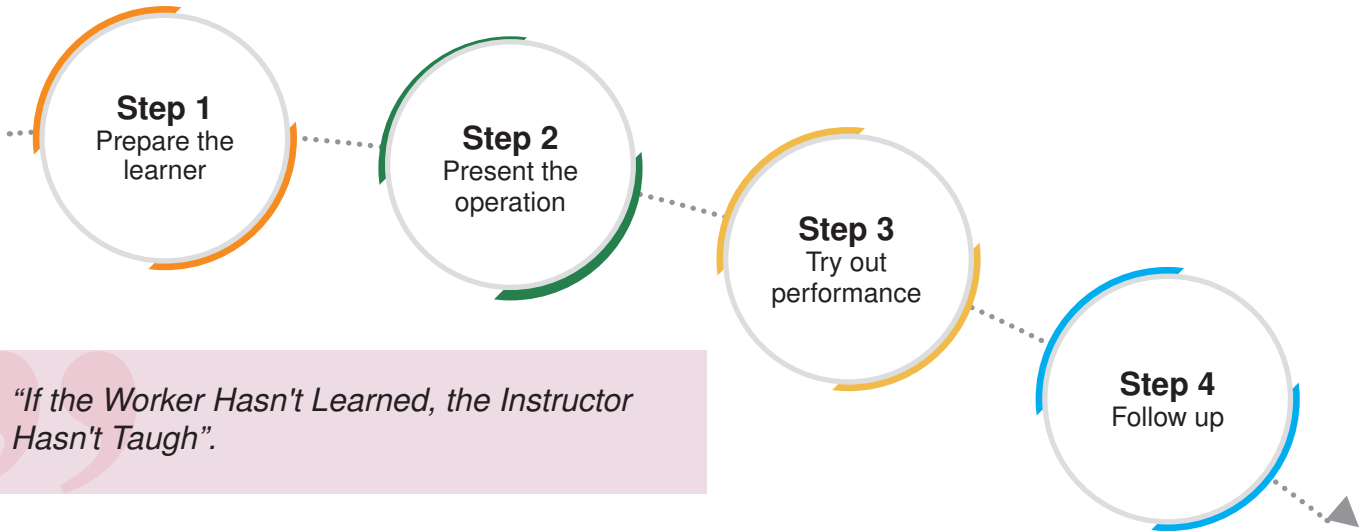 Step 1
Prepare the
learner
Step 2
Present the
operation
Step 3
Try out
performance
Step 4
Follow up
“If the Worker Hasn't Learned, the Instructor
Hasn't Taugh”.